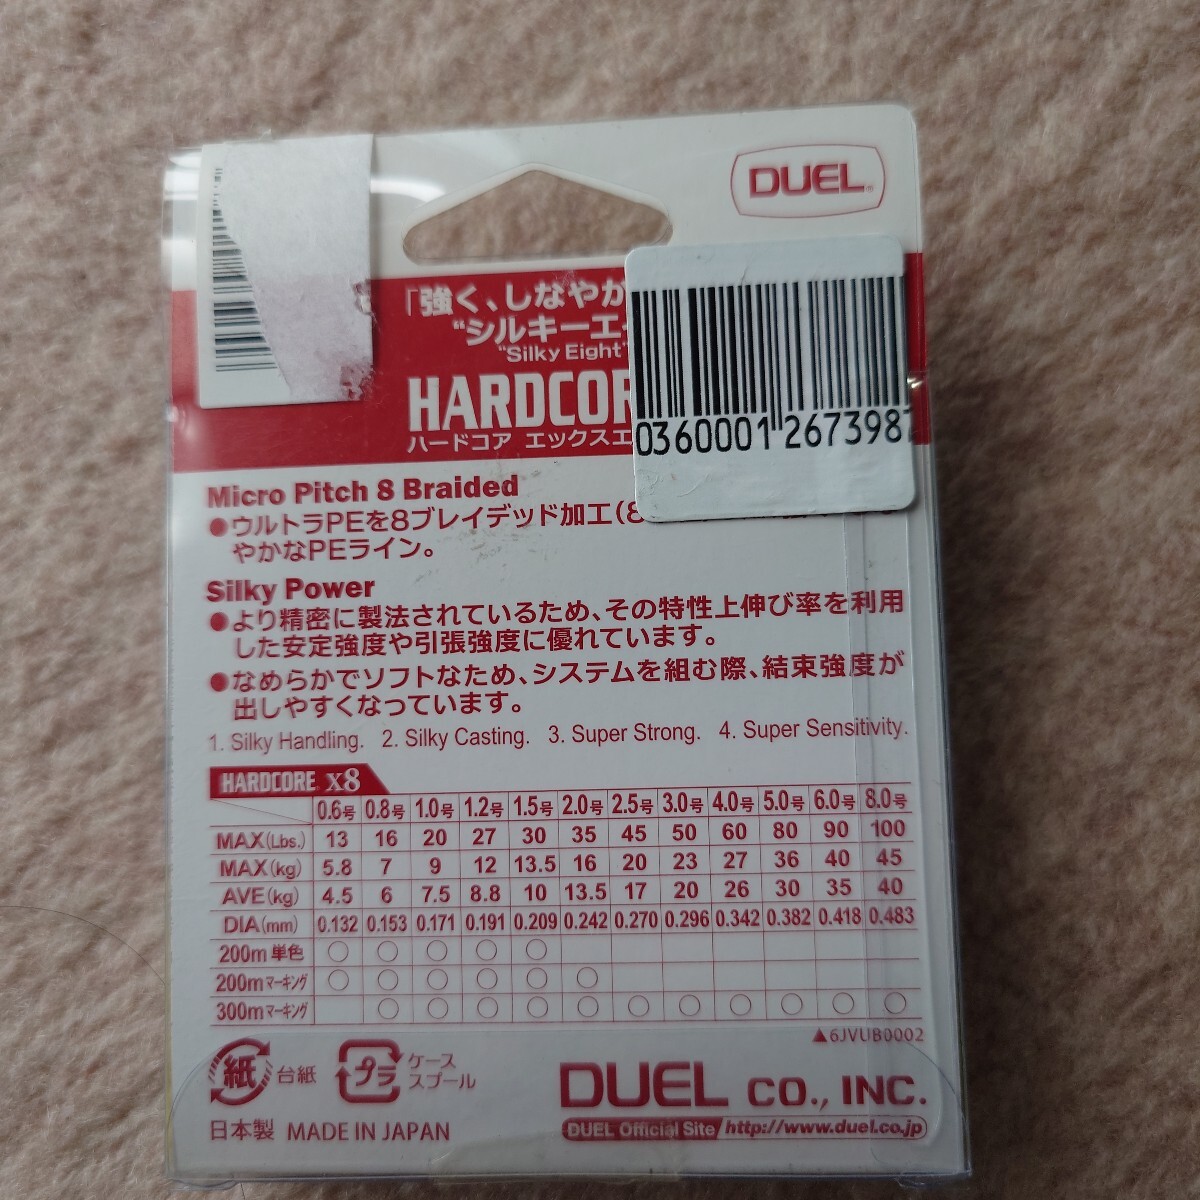 DUEL®
「強く、しなやか
"シルキーエイ
"Silky Eight"
HARDCOR
ハードコア エックスエ
0360001267398
Micro Pitch 8 Braided
●ウルトラPEを8ブレイデッド加工(8
やかなPEライン。
Silky Power
●より精密に製法されているため、その特性上伸び率を利用
した安定強度や引張強度に優れています。
●なめらかでソフトなため、システムを組む際、結束強度が
出しやすくなっています。
1. Silky Handling. 2. Silky Casting. 3. Super Strong. 4. Super Sensitivity.
HARDCORE® X8
0.6号 0.8号 1.0号 1.2号 1.5号 2.0号 2.5号 3.0号 4.0号 5.0号 6.0号 8.0号
MAX(Lbs.) 13 16 20 27 30 35 45 50 60 80 90 100
MAX(kg) 5.8 7 9 12 13.5 16 20 23 27 36 40 45
AVE(kg) 4.5 6 7.5 8.8 10 13.5 17 20 26 30 35 40
DIA(mm) 0.132 0.153 0.171 0.191 0.209 0.242 0.270 0.296 0.342 0.382 0.418 0.483
200m 単色 ○ ○ ○ ○ ○
200mマーキング ○ ○ ○ ○ ○ ○
300mマーキング ○ ○ ○ ○ ○ ○ ○ ○ ○ ○ ○
▲6JVUB0002
紙 台紙 プラ ケース
スプール
DUEL CO., INC.
日本製 MADE IN JAPAN
DUEL Official Site http://www.duel.co.jp